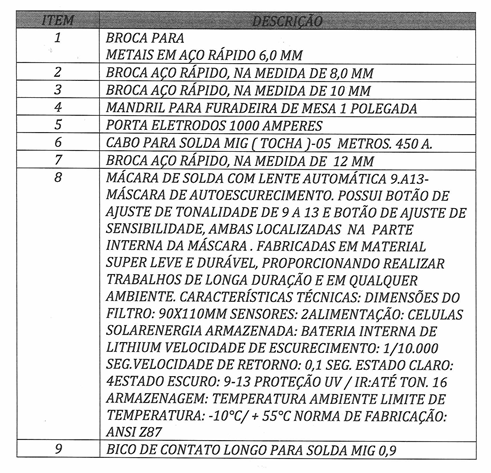 ITEM DESCRIÇÃO
1 BROCA PARA
METAIS EM AÇO RÁPIDO 6,0 MM
2 BROCA AÇO RÁPIDO, NA MEDIDA DE 8,0 MM
3 BROCA AÇO RÁPIDO, NA MEDIDA DE 10 MM
4 MANDRIL PARA FURADEIRA DE MESA 1 POLEGADA
5 PORTA ELETRODOS 1000 AMPERES
6 CABO PARA SOLDA MIG ( TOCHA )-05 METROS. 450 A.
7 BROCA AÇO RÁPIDO, NA MEDIDA DE 12 MM
8 MÁCARA DE SOLDA COM LENTE AUTOMÁTICA 9.A13-
MÁSCARA DE AUTOESCURECIMENTO. POSSUI BOTÃO DE
AJUSTE DE TONALIDADE DE 9 A 13 E BOTÃO DE AJUSTE DE
SENSIBILIDADE, AMBAS LOCALIZADAS NA PARTE
INTERNA DA MÁSCARA . FABRICADAS EM MATERIAL
SUPER LEVE E DURÁVEL, PROPORCIONANDO REALIZAR
TRABALHOS DE LONGA DURAÇÃO E EM QUALQUER
AMBIENTE. CARACTERÍSTICAS TÉCNICAS: DIMENSÕES DO
FILTRO: 90X110MM SENSORES: 2ALIMENTAÇÃO: CELULAS
SOLARENERGIA ARMAZENADA: BATERIA INTERNA DE
LITHIUM VELOCIDADE DE ESCURECIMENTO: 1/10.000
SEG.VELOCIDADE DE RETORNO: 0,1 SEG. ESTADO CLARO:
4ESTADO ESCURO: 9-13 PROTEÇÃO UV / IR:ATÉ TON. 16
ARMAZENAGEM: TEMPERATURA AMBIENTE LIMITE DE
TEMPERATURA: -10°C/ + 55°C NORMA DE FABRICAÇÃO:
ANSI Z87
9 BICO DE CONTATO LONGO PARA SOLDA MIG 0,9